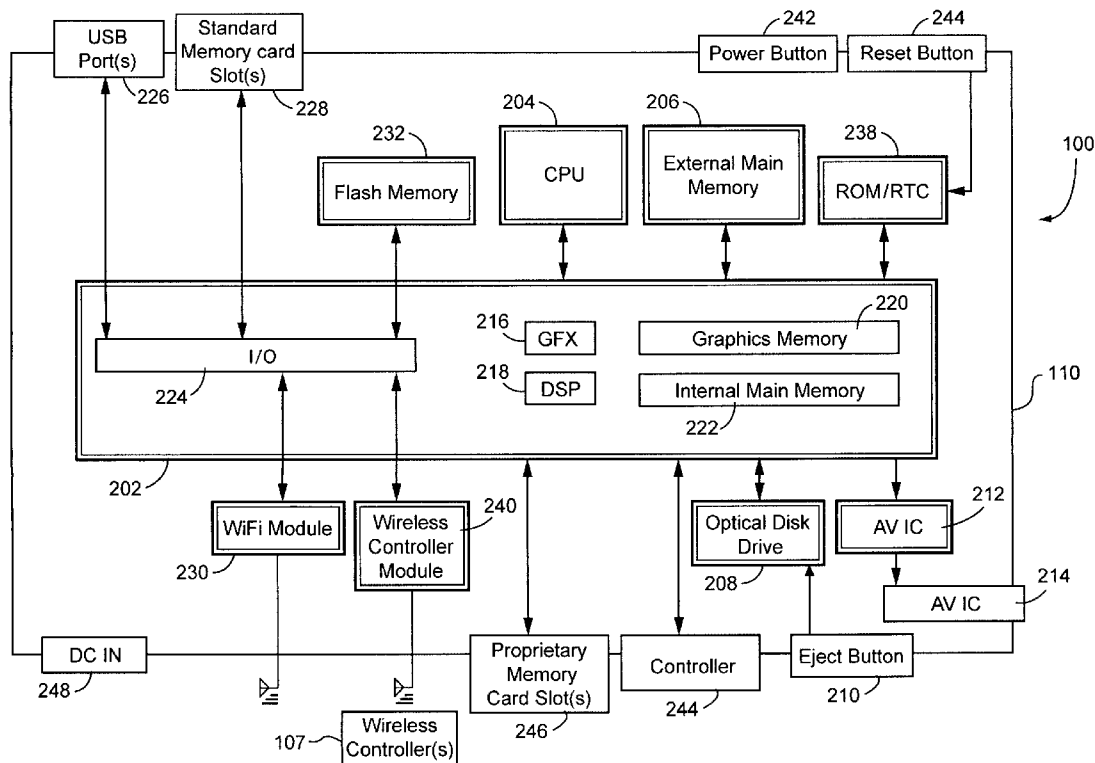 USB
Port(s)
226
Standard
Memory card
Slot(s)
228
242
Power Button
244
Reset Button
232
Flash Memory
204
CPU
206
External Main
Memory
238
ROM/RTC
100
I/O
224
216
GFX
218
DSP
220
Graphics Memory
Internal Main Memory
222
110
202
WiFi Module
230
Wireless
Controller
Module
240
Optical Disk
Drive
208
AV IC
212
AV IC
214
DC IN
248
107
Wireless
Controller(s)
Proprietary
Memory
Card Slot(s)
246
Controller
244
Eject Button
210